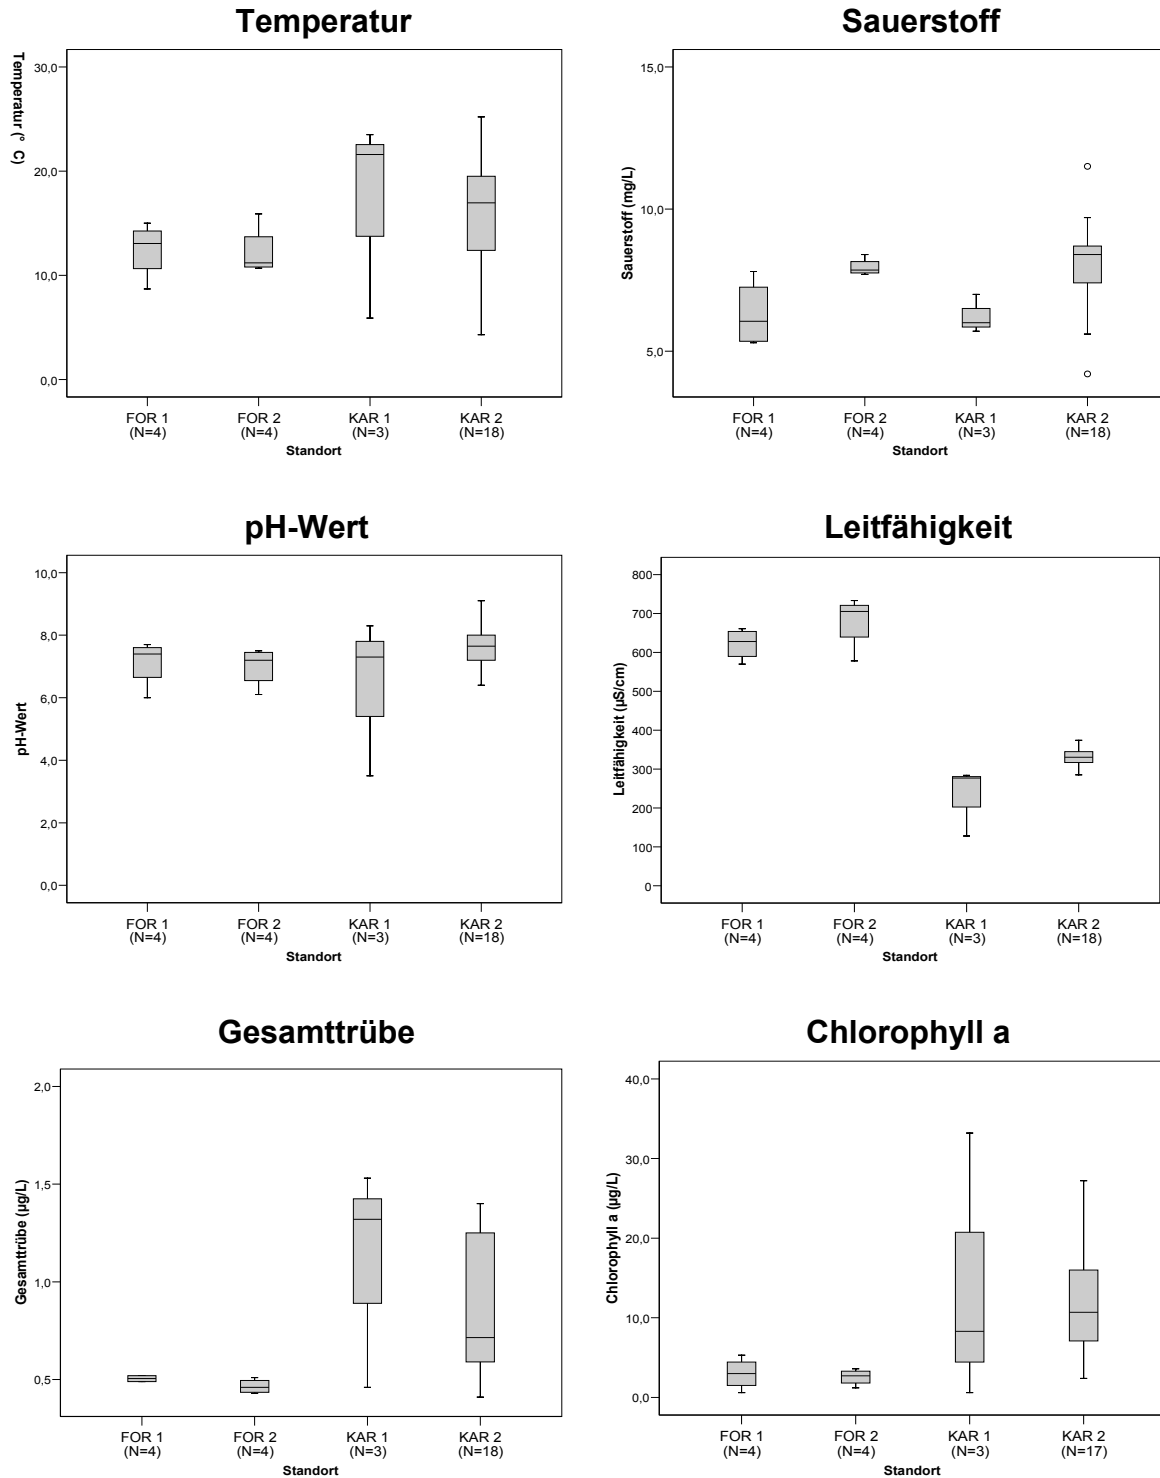 Temperatur
Temperatur (° C)
30,0
20,0
10,0
0,0
FOR 1 FOR 2 KAR 1 KAR 2
(N=4) (N=4) (N=3) (N=18)
Standort
Sauerstoff
Sauerstoff (mg/L)
15,0
10,0
5,0
FOR 1 FOR 2 KAR 1 KAR 2
(N=4) (N=4) (N=3) (N=18)
Standort
pH-Wert
pH-Wert
10,0
8,0
6,0
4,0
2,0
0,0
FOR 1 FOR 2 KAR 1 KAR 2
(N=4) (N=4) (N=3) (N=18)
Standort
Leitfähigkeit
Leitfähigkeit (µS/cm)
800
700
600
500
400
300
200
100
0
FOR 1 FOR 2 KAR 1 KAR 2
(N=4) (N=4) (N=3) (N=18)
Standort
Gesamttrübe
Gesamttrübe (µg/L)
2,0
1,5
1,0
0,5
FOR 1 FOR 2 KAR 1 KAR 2
(N=4) (N=4) (N=3) (N=18)
Standort
Chlorophyll a
Chlorophyll a (µg/L)
40,0
30,0
20,0
10,0
0,0
FOR 1 FOR 2 KAR 1 KAR 2
(N=4) (N=4) (N=3) (N=17)
Standort